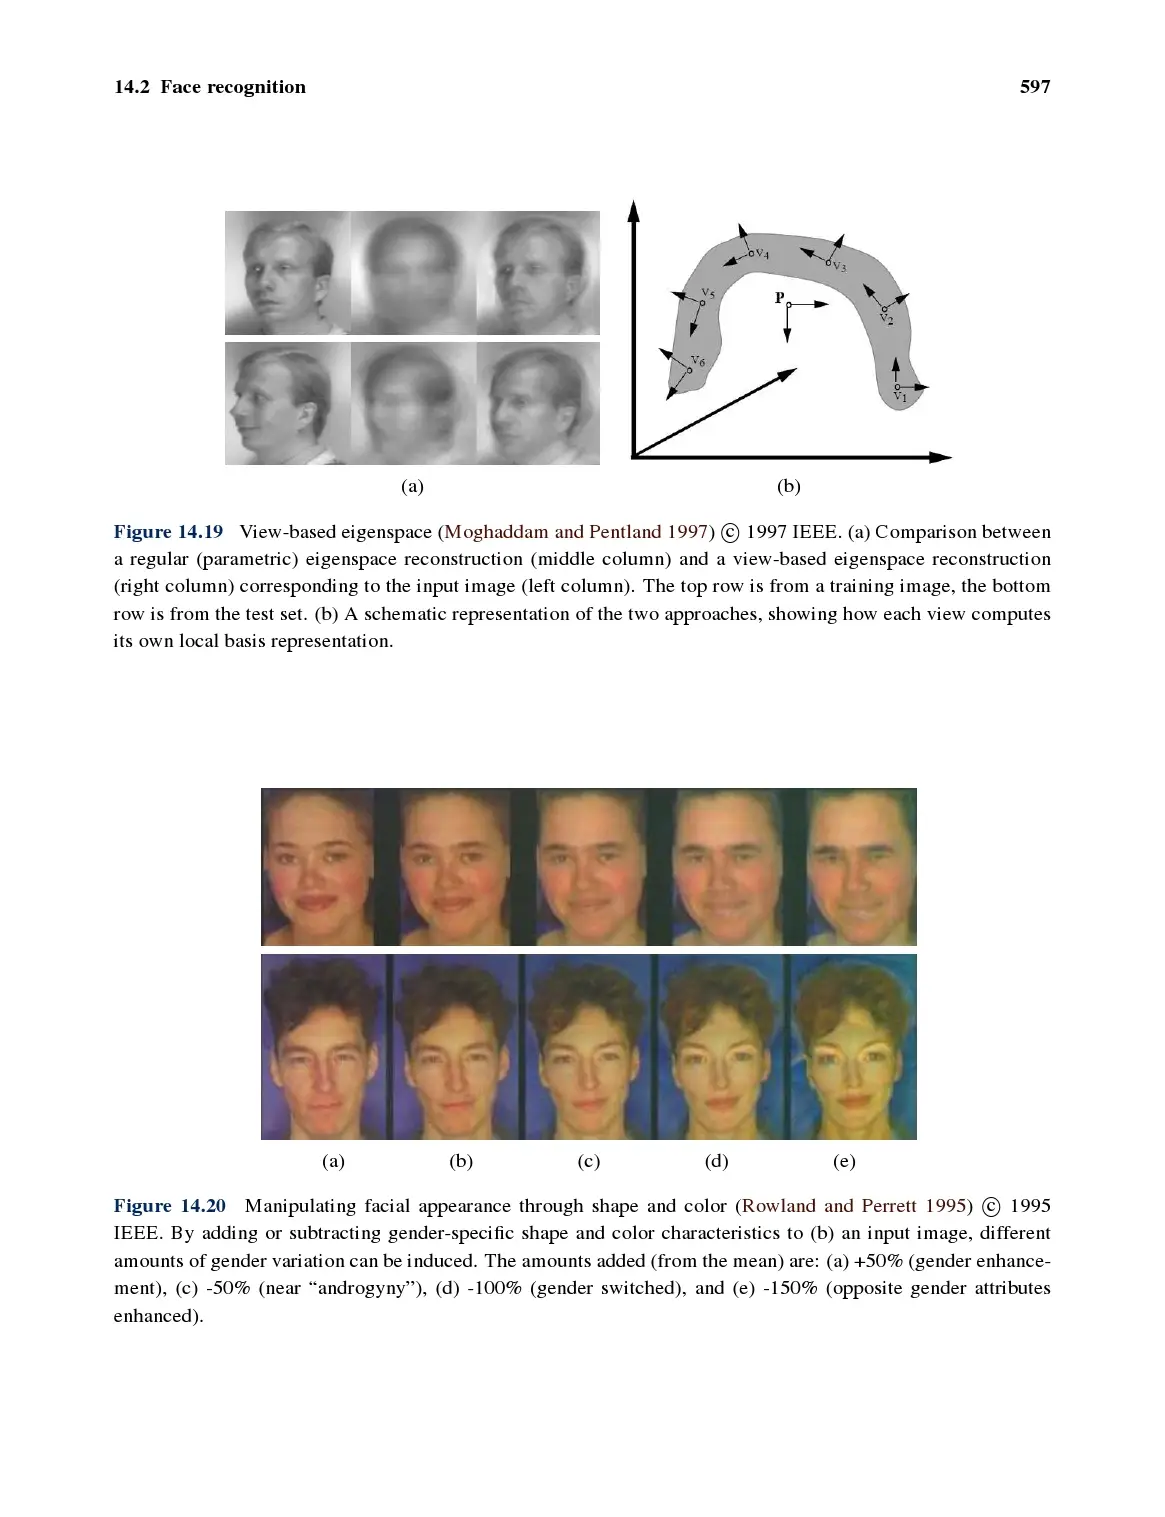 14.2 Face recognition 597
V4
V3
V5
P
V2
V6
V1
(a) (b)
Figure 14.19 View-based eigenspace (Moghaddam and Pentland 1997) © 1997 IEEE. (a) Comparison between
a regular (parametric) eigenspace reconstruction (middle column) and a view-based eigenspace reconstruction
(right column) corresponding to the input image (left column). The top row is from a training image, the bottom
row is from the test set. (b) A schematic representation of the two approaches, showing how each view computes
its own local basis representation.
(a) (b) (c) (d) (e)
Figure 14.20 Manipulating facial appearance through shape and color (Rowland and Perrett 1995) © 1995
IEEE. By adding or subtracting gender-specific shape and color characteristics to (b) an input image, different
amounts of gender variation can be induced. The amounts added (from the mean) are: (a) +50% (gender enhance-
ment), (c) -50% (near “androgyny”), (d) -100% (gender switched), and (e) -150% (opposite gender attributes
enhanced).